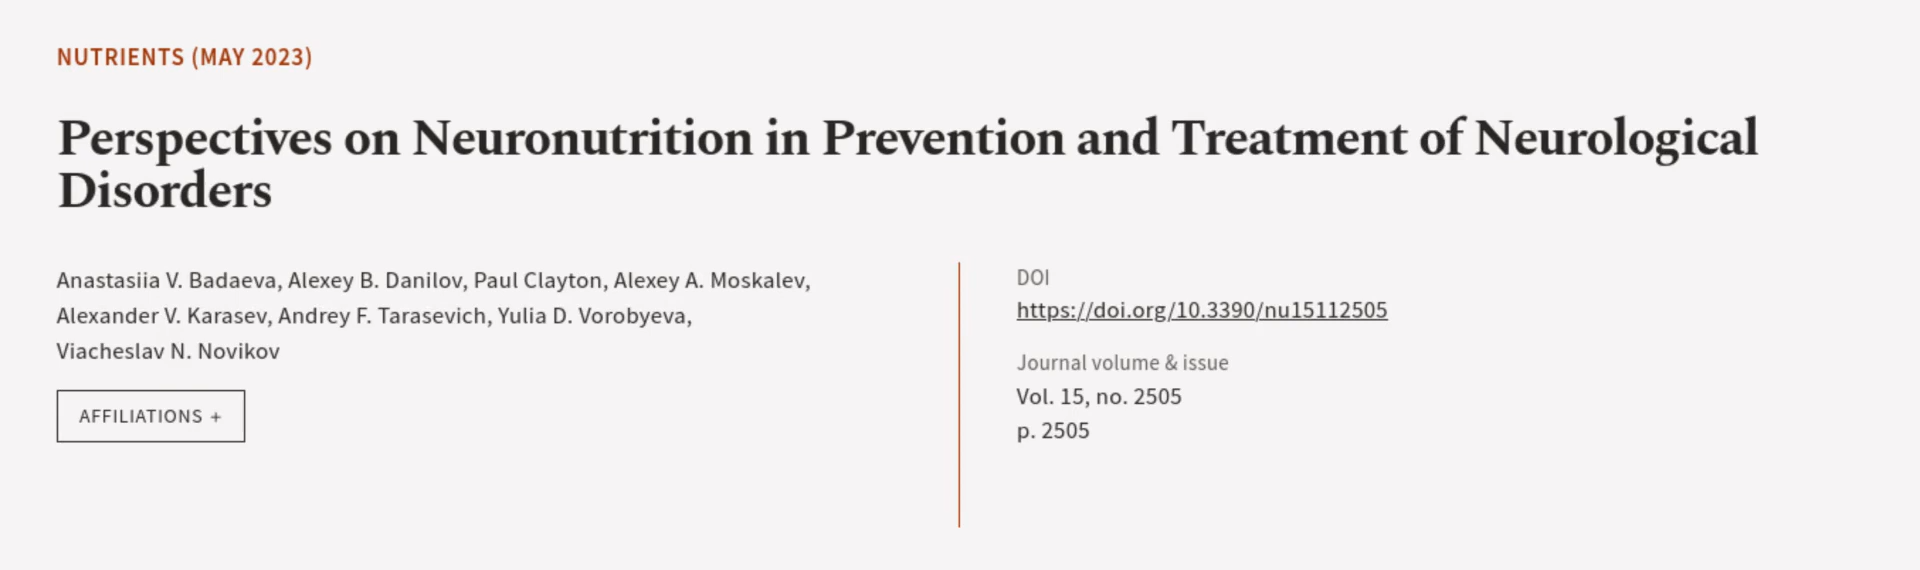 NUTRIENTS (MAY 2023)
Perspectives on Neuronutrition in Prevention and Treatment of Neurological
Disorders
Anastasiia V. Badaeva, Alexey B. Danilov, Paul Clayton, Alexey A. Moskalev,
Alexander V. Karasev, Andrey F. Tarasevich, Yulia D. Vorobyeva,
Viacheslav N. Novikov
AFFILIATIONS +
DOI
https://doi.org/10.3390/nu15112505
Journal volume & issue
Vol. 15, no. 2505
p. 2505